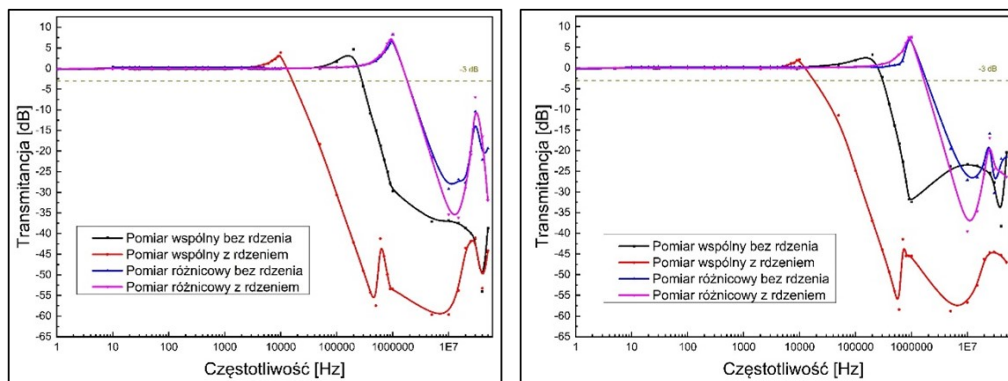 Transmitancja [dB]
10
5
0
-5
-10
-15
-20
-25
-30
-35
-40
-45
-50
-55
-60
-65
-3 dB
Pomiar wspólny bez rdzenia
Pomiar wspólny z rdzeniem
Pomiar różnicowy bez rdzenia
Pomiar różnicowy z rdzeniem
1 10 100 1000 10000 100000 1000000 1E7
Częstotliwość [Hz]
Transmitancja [dB]
10
5
0
-5
-10
-15
-20
-25
-30
-35
-40
-45
-50
-55
-60
-65
-3 dB
Pomiar wspólny bez rdzenia
Pomiar wspólny z rdzeniem
Pomiar różnicowy bez rdzenia
Pomiar różnicowy z rdzeniem
1 10 100 1000 10000 100000 1000000 1E7
Częstotliwość [Hz]